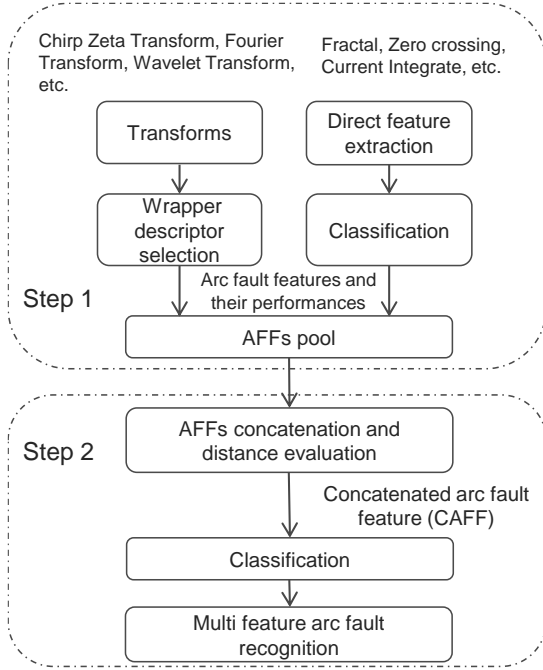 Chirp Zeta Transform, Fourier
Transform, Wavelet Transform,
etc.
Fractal, Zero crossing,
Current Integrate, etc.
Transforms
Direct feature
extraction
Wrapper
descriptor
selection
Classification
Step 1
Arc fault features and
their performances
AFFs pool
Step 2
AFFs concatenation and
distance evaluation
Concatenated arc fault
feature (CAFF)
Classification
Multi feature arc fault
recognition